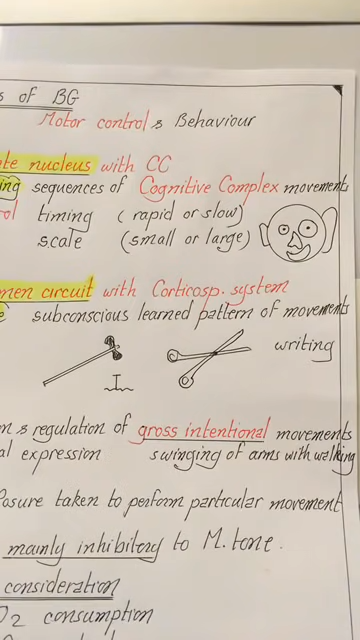 s of BG
Motor control & Behaviour
te nucleus with CC
ing sequences of Cognitive Complex movements
rol timing (rapid or slow)
scale (small or large)
men circuit with Corticosp. system
e subconscious learned pattern of movements
writing
n & regulation of gross intentional movements
al expression swinging of arms with walking
Posure taken to perform particular movement
mainly inhibitory to M. tone.
consideration
O2 consumption